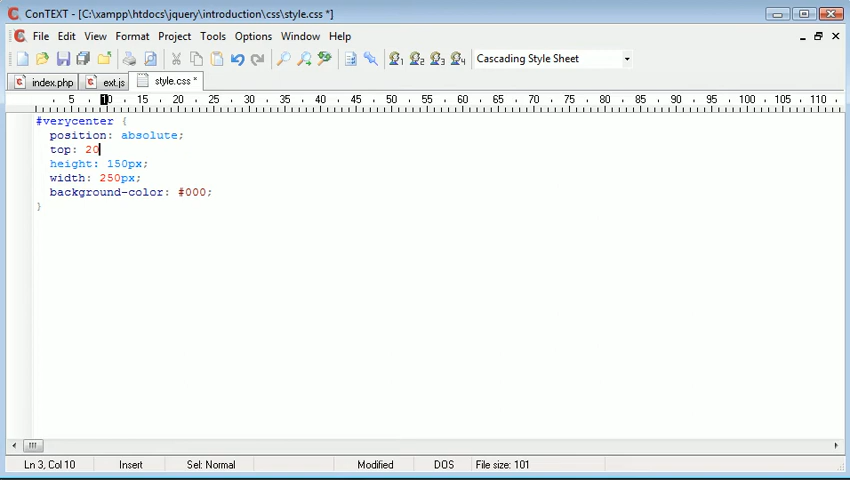 ConTEXT - [C:\xampp\htdocs\jquery\introduction\css\style.css *]
File Edit View Format Project Tools Options Window Help
Cascading Style Sheet
index.php ext.js style.css *
5 10 15 20 25 30 35 40 45 50 55 60 65 70 75 80 85 90 95 100 105 110
#verycenter {
position: absolute;
top: 20
height: 150px;
width: 250px;
background-color: #000;
}
Ln 3, Col 10 Insert Sel: Normal Modified DOS File size: 101